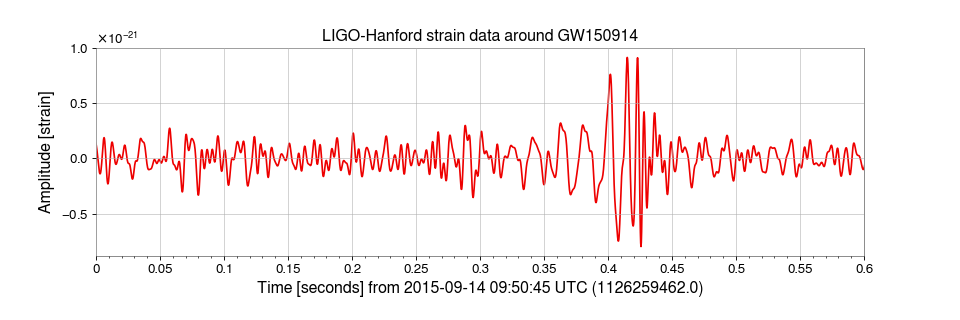 LIGO-Hanford strain data around GW150914
×10⁻²¹
1.0
0.5
0.0
−0.5
Amplitude [strain]
0 0.05 0.1 0.15 0.2 0.25 0.3 0.35 0.4 0.45 0.5 0.55 0.6
Time [seconds] from 2015-09-14 09:50:45 UTC (1126259462.0)